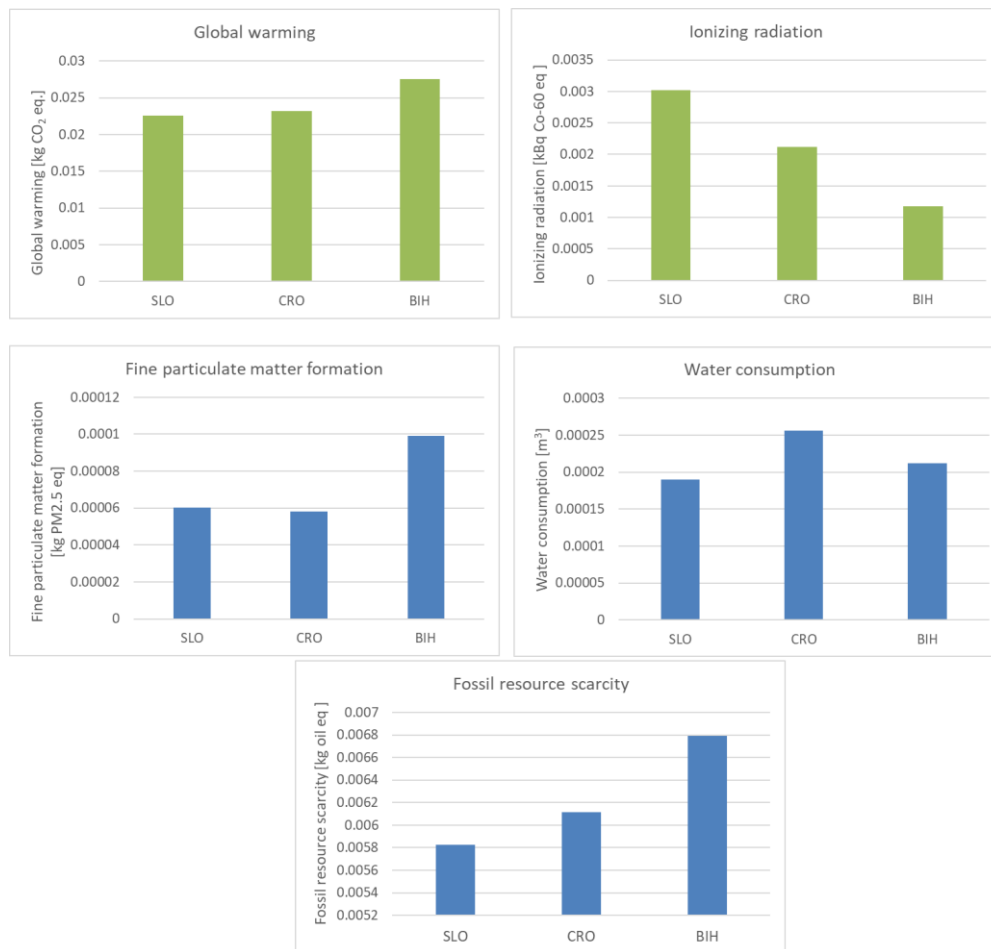 Global warming
Global warming [kg CO₂ eq.]
0.03
0.025
0.02
0.015
0.01
0.005
0
SLO CRO BIH
Ionizing radiation
Ionizing radiation [kBq Co-60 eq ]
0.0035
0.003
0.0025
0.002
0.0015
0.001
0.0005
0
SLO CRO BIH
Fine particulate matter formation
Fine particulate matter formation
[kg PM2.5 eq]
0.00012
0.0001
0.00008
0.00006
0.00004
0.00002
0
SLO CRO BIH
Water consumption
Water consumption [m³]
0.0003
0.00025
0.0002
0.00015
0.0001
0.00005
0
SLO CRO BIH
Fossil resource scarcity
Fossil resource scarcity [kg oil eq ]
0.007
0.0068
0.0066
0.0064
0.0062
0.006
0.0058
0.0056
0.0054
0.0052
SLO CRO BIH